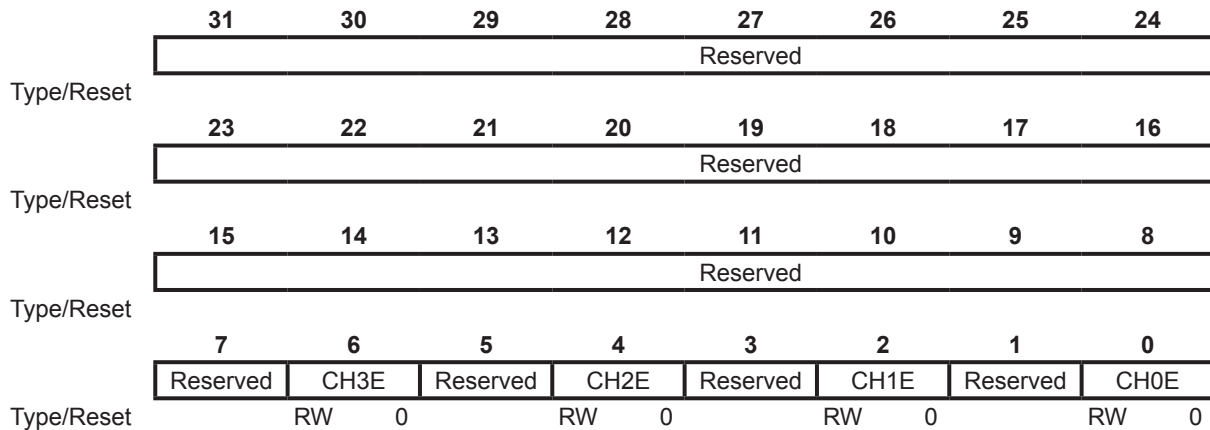 31 30 29 28 27 26 25 24
Reserved
Type/Reset
23 22 21 20 19 18 17 16
Reserved
Type/Reset
15 14 13 12 11 10 9 8
Reserved
Type/Reset
7 6 5 4 3 2 1 0
Reserved CH3E Reserved CH2E Reserved CH1E Reserved CH0E
Type/Reset RW 0 RW 0 RW 0 RW 0